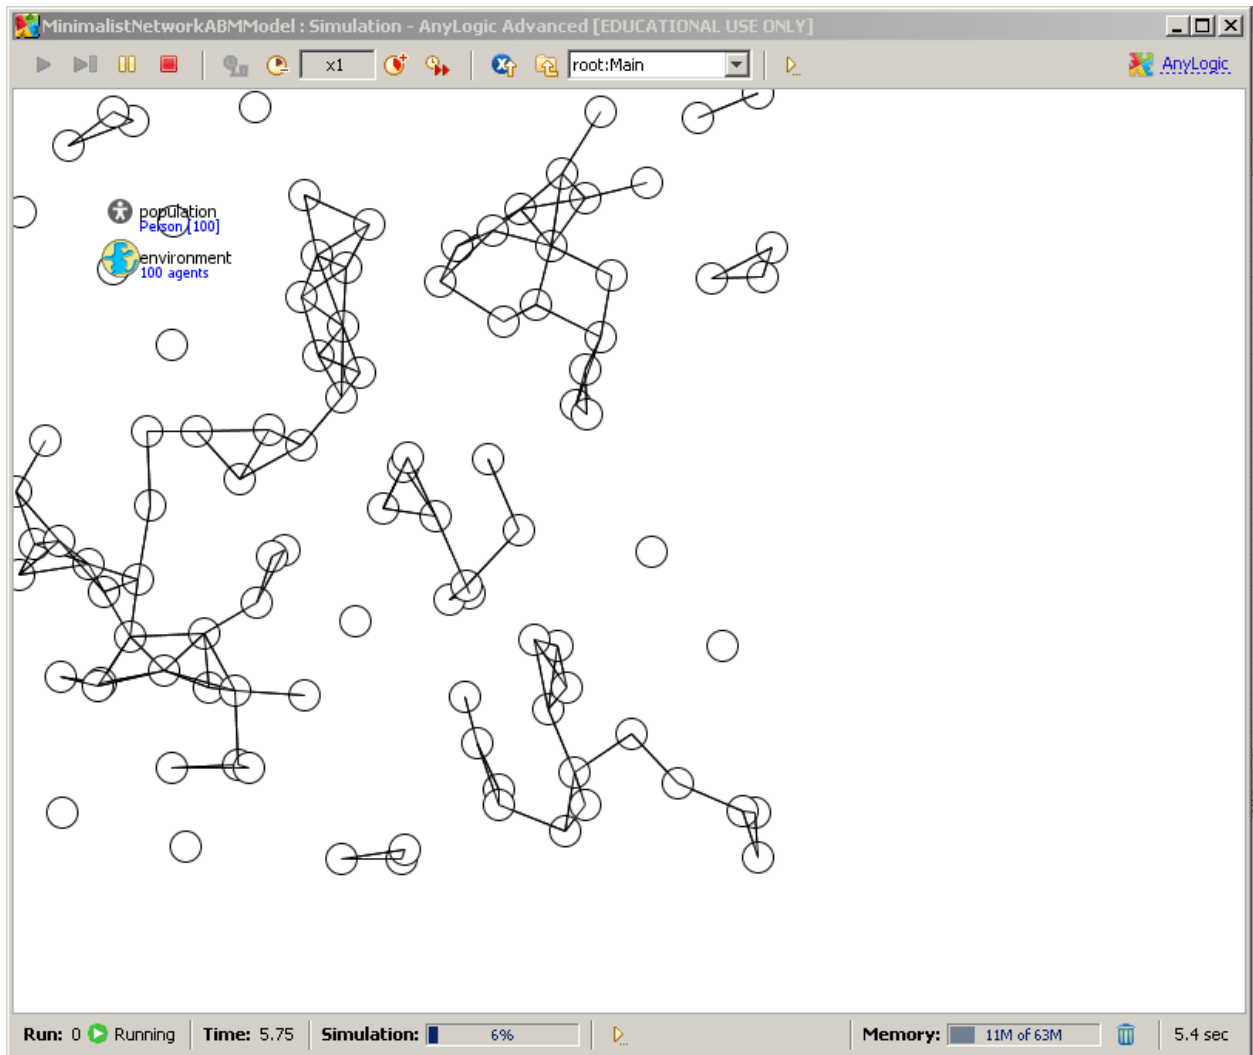 MinimalistNetworkABMModel : Simulation - AnyLogic Advanced [EDUCATIONAL USE ONLY]
x1
root:Main
AnyLogic
population
Person [100]
environment
100 agents
Run: 0 Running Time: 5.75 Simulation: 6% Memory: 11M of 63M 5.4 sec